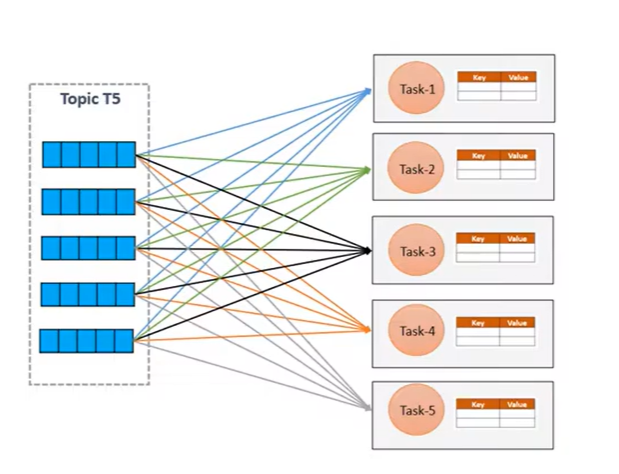 Topic T5
Task-1
Key Value
Task-2
Key Value
Task-3
Key Value
Task-4
Key Value
Task-5
Key Value